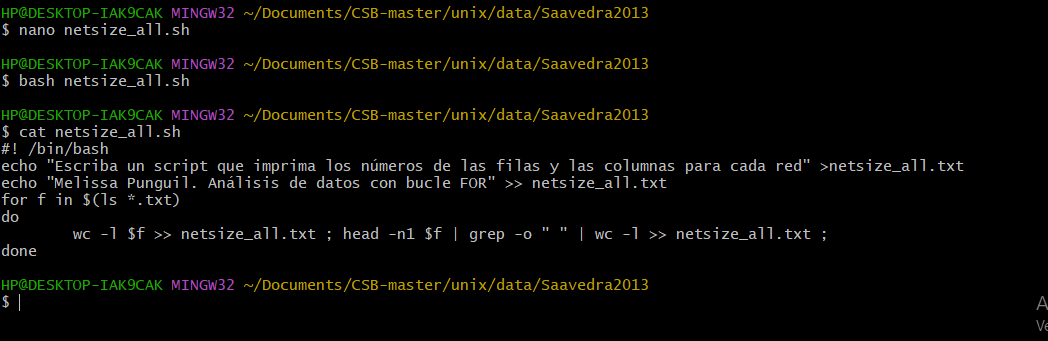 HP@DESKTOP-IAK9CAK MINGW32 ~/Documents/CSB-master/unix/data/Saavedra2013
$ nano netsize_all.sh
HP@DESKTOP-IAK9CAK MINGW32 ~/Documents/CSB-master/unix/data/Saavedra2013
$ bash netsize_all.sh
HP@DESKTOP-IAK9CAK MINGW32 ~/Documents/CSB-master/unix/data/Saavedra2013
$ cat netsize_all.sh
#! /bin/bash
echo "Escriba un script que imprima los números de las filas y las columnas para cada red" >netsize_all.txt
echo "Melissa Punguil. Análisis de datos con bucle FOR" >> netsize_all.txt
for f in $(ls *.txt)
do
        wc -l $f >> netsize_all.txt ; head -n1 $f | grep -o " " | wc -l >> netsize_all.txt ;
done
HP@DESKTOP-IAK9CAK MINGW32 ~/Documents/CSB-master/unix/data/Saavedra2013
$
A
Ve